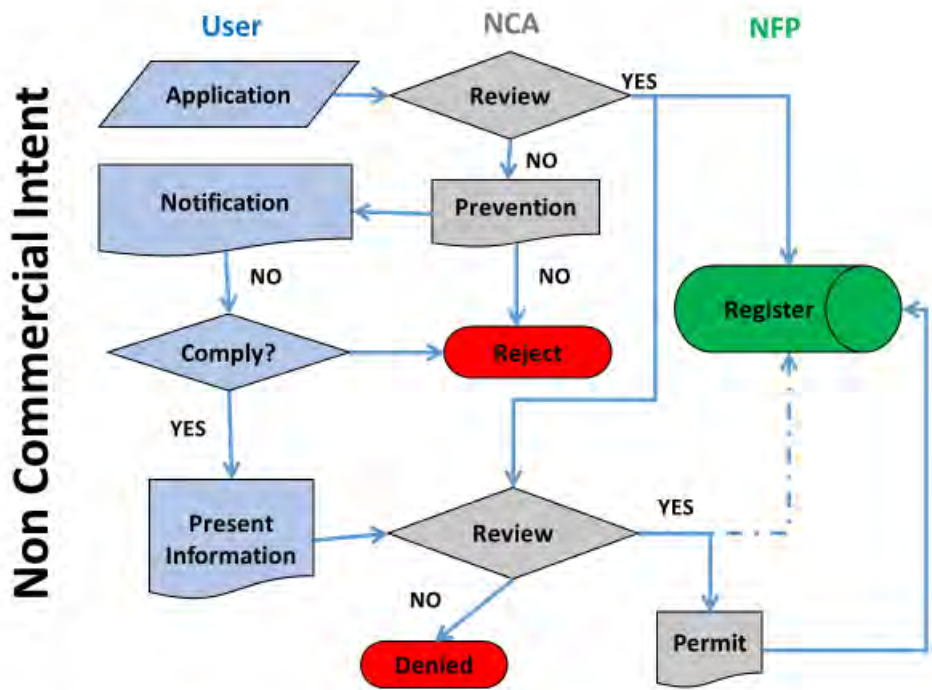 Non Commercial Intent
User
NCA
NFP
Application
Review
YES
NO
Notification
Prevention
NO
NO
Register
Comply?
Reject
YES
Present
Information
Review
YES
NO
Denied
Permit